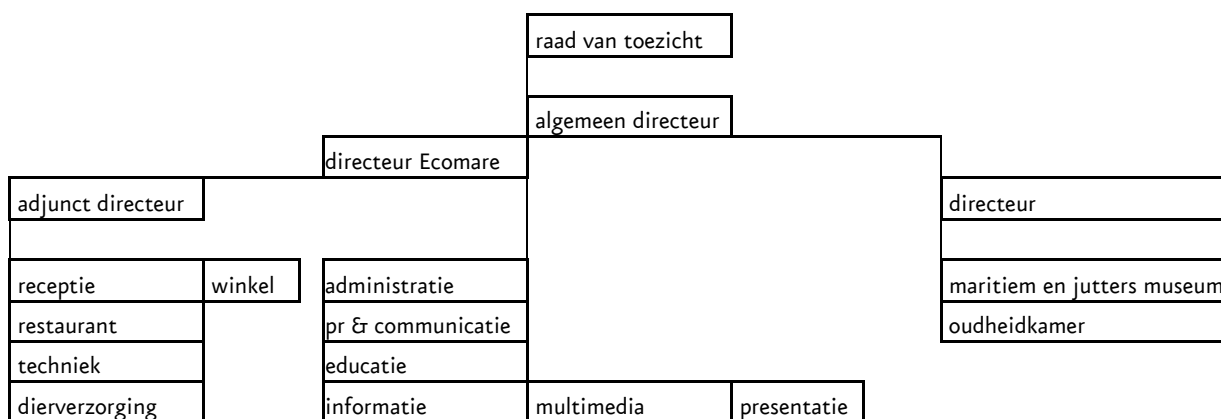 raad van toezicht
algemeen directeur
directeur Ecomare
adjunct directeur
directeur
receptie
winkel
administratie
maritiem en jutters museum
restaurant
pr & communicatie
oudheidkamer
techniek
educatie
dierverzorging
informatie
multimedia
presentatie